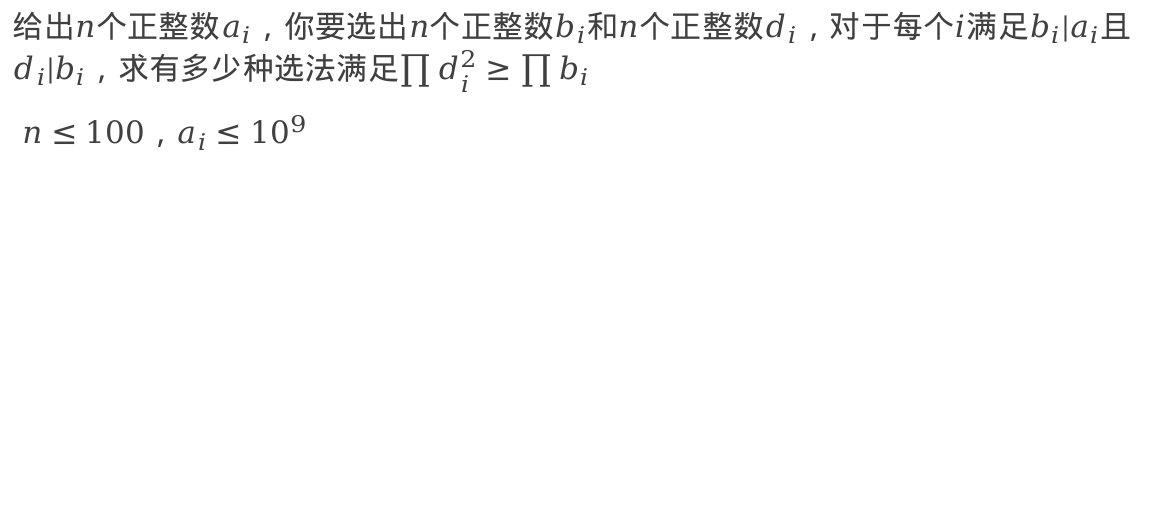 给出n个正整数a_i，你要选出n个正整数b_i和n个正整数d_i，对于每个i满足b_i|a_i且
d_i|b_i，求有多少种选法满足∏ d_i^2 ≥ ∏ b_i
n ≤ 100，a_i ≤ 10^9